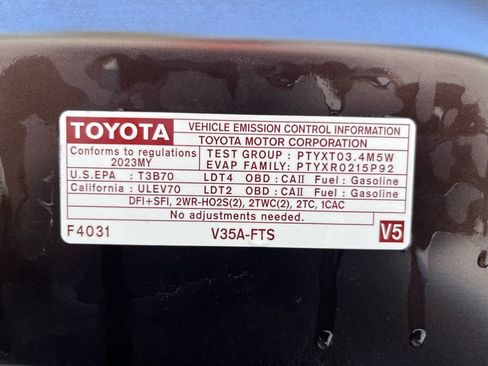 TOYOTA VEHICLE EMISSION CONTROL INFORMATION
TOYOTA MOTOR CORPORATION
Conforms to regulations TEST GROUP : PTYXT03.4M5W
2023MY EVAP FAMILY : PTYXR0215P92
U.S.EPA : T3B70 LDT4 OBD : CAII Fuel : Gasoline
California : ULEV70 LDT2 OBD : CAII Fuel : Gasoline
DFI+SFI, 2WR-HO2S(2), 2TWC(2), 2TC, 1CAC
No adjustments needed.
F4031 V35A-FTS V5